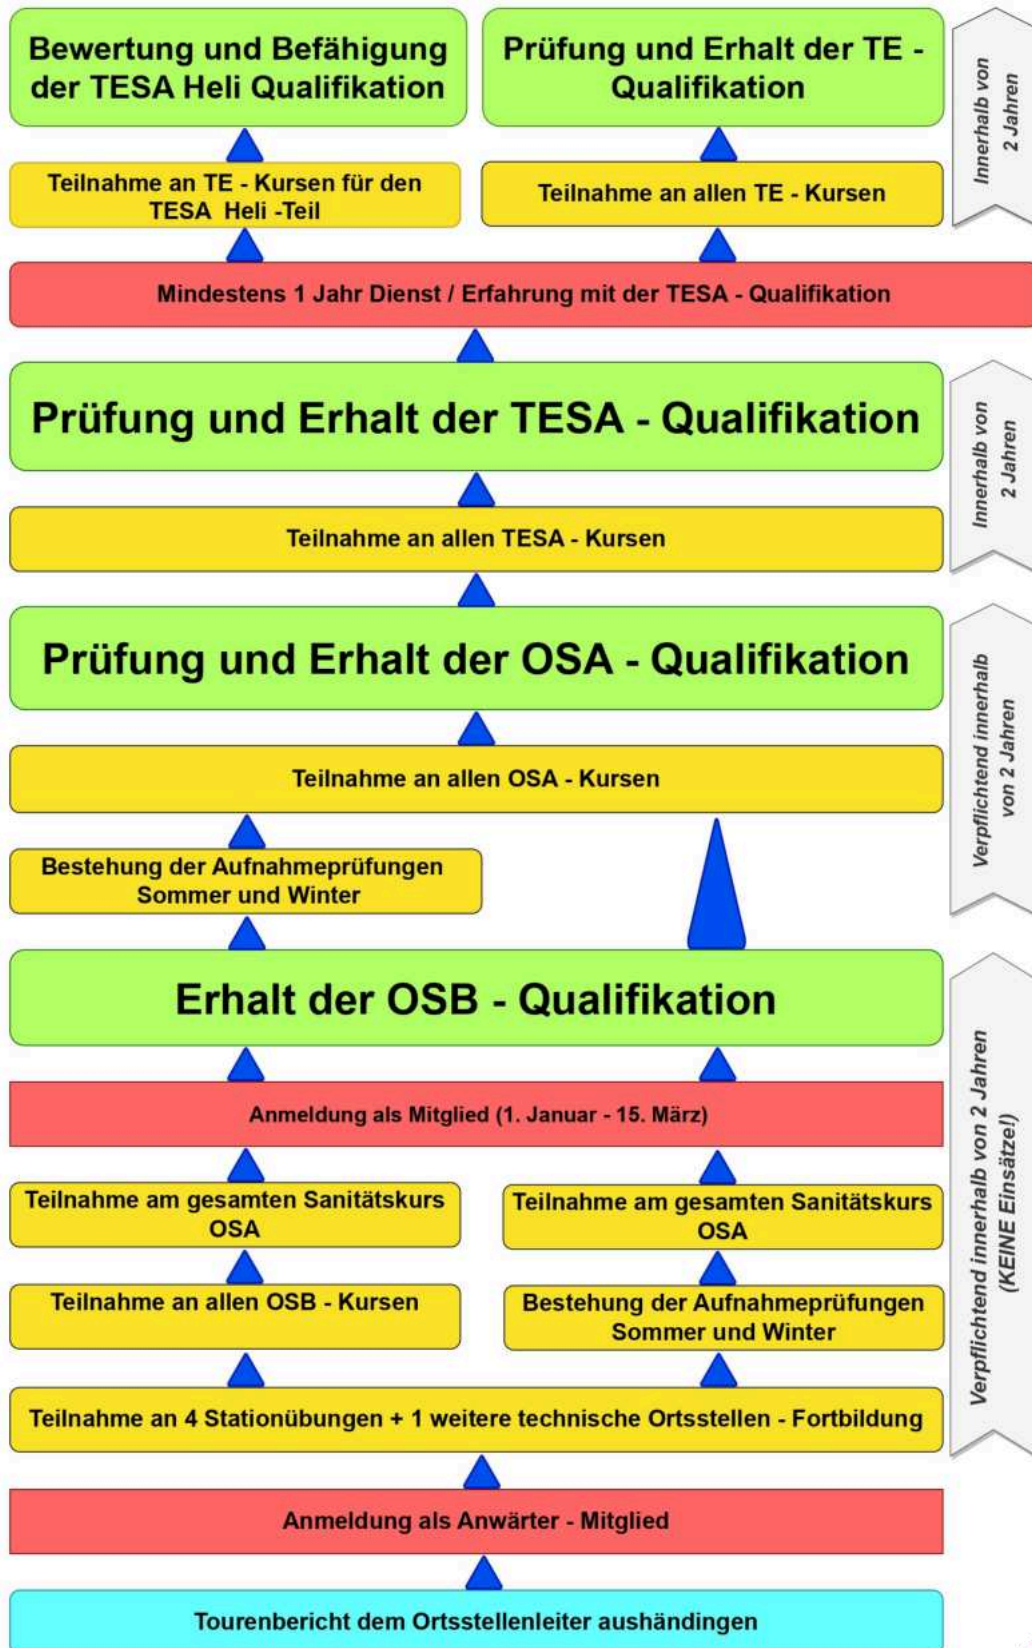 Bewertung und Befähigung
der TESA Heli Qualifikation
Prüfung und Erhalt der TE -
Qualifikation
Innerhalb von
2 Jahren
Teilnahme an TE - Kursen für den
TESA Heli -Teil
Teilnahme an allen TE - Kursen
Mindestens 1 Jahr Dienst / Erfahrung mit der TESA - Qualifikation
Prüfung und Erhalt der TESA - Qualifikation
Innerhalb von
2 Jahren
Teilnahme an allen TESA - Kursen
Prüfung und Erhalt der OSA - Qualifikation
Verpflichtend innerhalb
von 2 Jahren
Teilnahme an allen OSA - Kursen
Bestehung der Aufnahmeprüfungen
Sommer und Winter
Erhalt der OSB - Qualifikation
Verpflichtend innerhalb von 2 Jahren
(KEINE Einsätze!)
Anmeldung als Mitglied (1. Januar - 15. März)
Teilnahme am gesamten Sanitätskurs
OSA
Teilnahme am gesamten Sanitätskurs
OSA
Teilnahme an allen OSB - Kursen
Bestehung der Aufnahmeprüfungen
Sommer und Winter
Teilnahme an 4 Stationübungen + 1 weitere technische Ortsstellen - Fortbildung
Anmeldung als Anwärter - Mitglied
Tourenbericht dem Ortsstellenleiter aushändingen